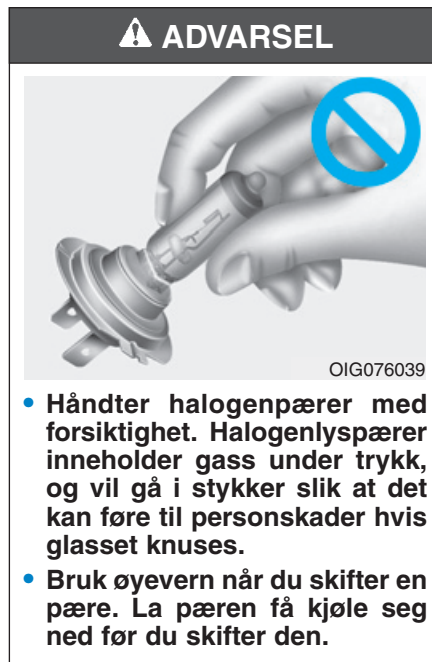 ADVARSEL
OIG076039
• Håndter halogenpærer med
forsiktighet. Halogenlyspærer
inneholder gass under trykk,
og vil gå i stykker slik at det
kan føre til personskader hvis
glasset knuses.
• Bruk øyevern når du skifter en
pære. La pæren få kjøle seg
ned før du skifter den.